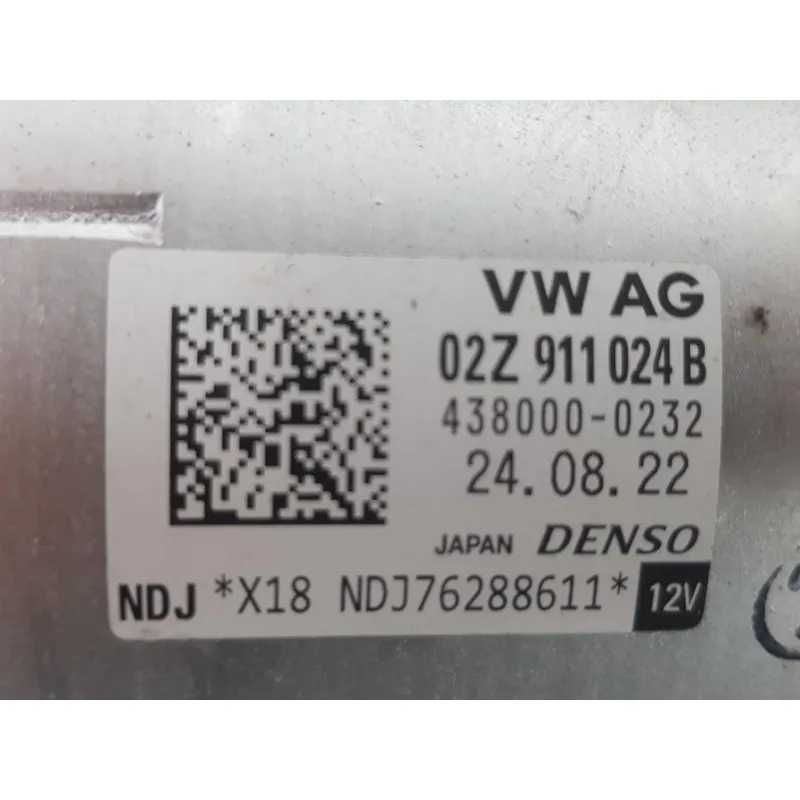 VW AG
02Z 911 024 B
438000-0232
24.08.22
JAPAN DENSO
NDJ *X18 NDJ76288611* 12V